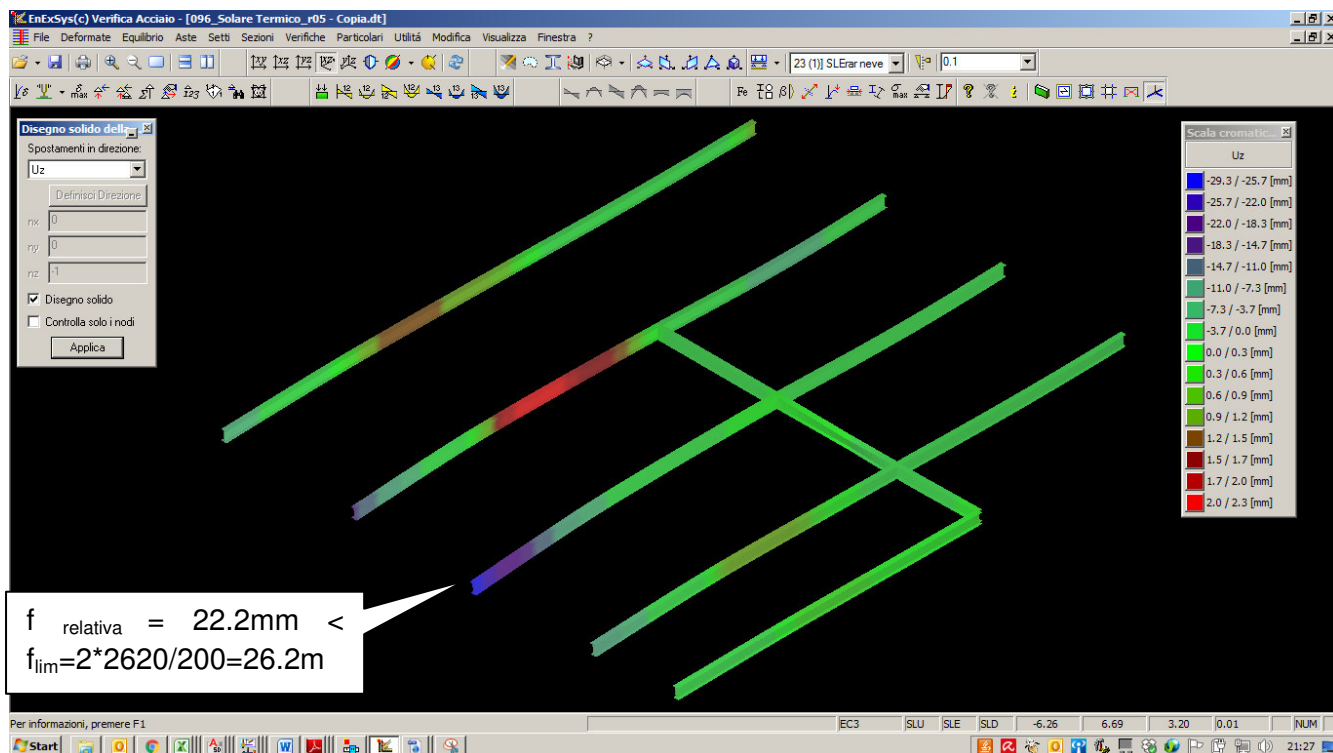 EnExSys(c) Verifica Acciaio - [096_Solare Termico_r05 - Copia.dt]
File Deformate Equilibrio Aste Setti Sezioni Verifiche Particolari Utilitá Modifica Visualizza Finestra ?
23 (1)] SLErar neve
0.1
Disegno solido della
Spostamenti in direzione:
Uz
Definisci Direzione
nx 0
ny 0
nz -1
Disegno solido
Controlla solo i nodi
Applica
Scala cromatic...
Uz
-29.3 / -25.7 [mm]
-25.7 / -22.0 [mm]
-22.0 / -18.3 [mm]
-18.3 / -14.7 [mm]
-14.7 / -11.0 [mm]
-11.0 / -7.3 [mm]
-7.3 / -3.7 [mm]
-3.7 / 0.0 [mm]
0.0 / 0.3 [mm]
0.3 / 0.6 [mm]
0.6 / 0.9 [mm]
0.9 / 1.2 [mm]
1.2 / 1.5 [mm]
1.5 / 1.7 [mm]
1.7 / 2.0 [mm]
2.0 / 2.3 [mm]
f relativa = 22.2mm <
flim=2*2620/200=26.2m
Per informazioni, premere F1
EC3 SLU SLE SLD -6.26 6.69 3.20 0.01 NUM
Start
21:27